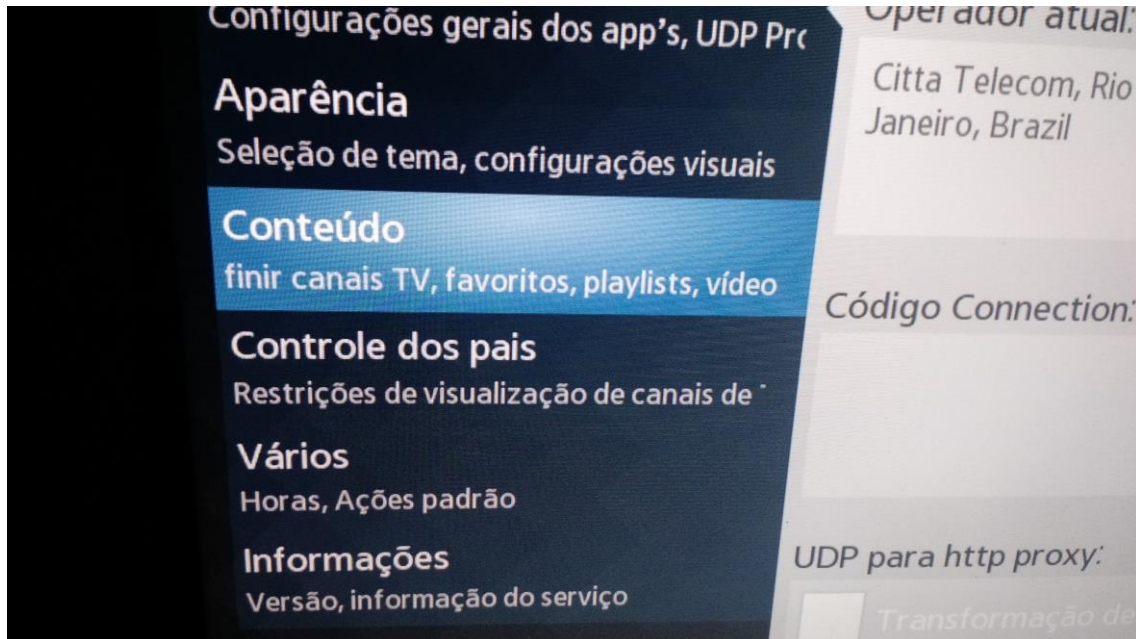 Configurações gerais dos app's, UDP
Aparência
Seleção de tema, configurações visuais
Conteúdo
finir canais TV, favoritos, playlists, vídeo
Controle dos pais
Restrições de visualização de canais de
Vários
Horas, Ações padrão
Informações
Versão, informação do serviço
Operador atual:
Citta Telecom, Rio
Janeiro, Brazil
Código Connection:
UDP para http proxy:
Transformação de